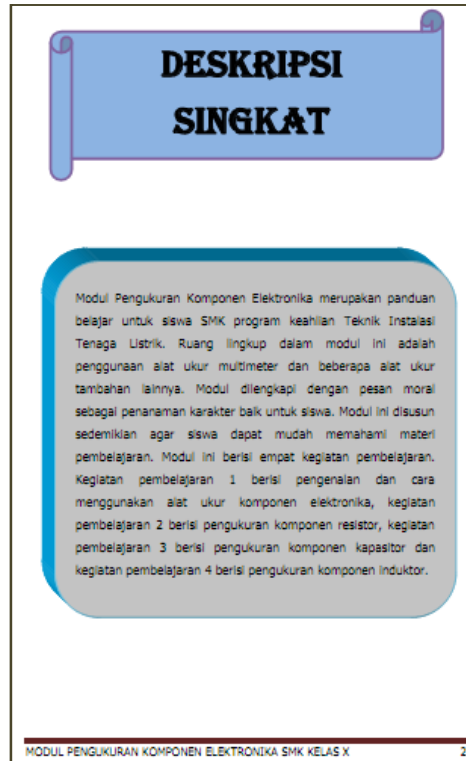 DESKRIPSI
SINGKAT
Modul Pengukuran Komponen Elektronika merupakan panduan
belajar untuk siswa SMK program keahlian Teknik Instalasi
Tenaga Listrik. Ruang lingkup dalam modul ini adalah
penggunaan alat ukur multimeter dan beberapa alat ukur
tambahan lainnya. Modul dilengkapi dengan pesan moral
sebagai penanaman karakter baik untuk siswa. Modul ini disusun
sedemikian agar siswa dapat mudah memahami materi
pembelajaran. Modul ini berisi empat kegiatan pembelajaran.
Kegiatan pembelajaran 1 berisi pengenalan dan cara
menggunakan alat ukur komponen elektronika, kegiatan
pembelajaran 2 berisi pengukuran komponen resistor, kegiatan
pembelajaran 3 berisi pengukuran komponen kapasitor dan
kegiatan pembelajaran 4 berisi pengukuran komponen induktor.
MODUL PENGUKURAN KOMPONEN ELEKTRONIKA SMK KELAS X 2